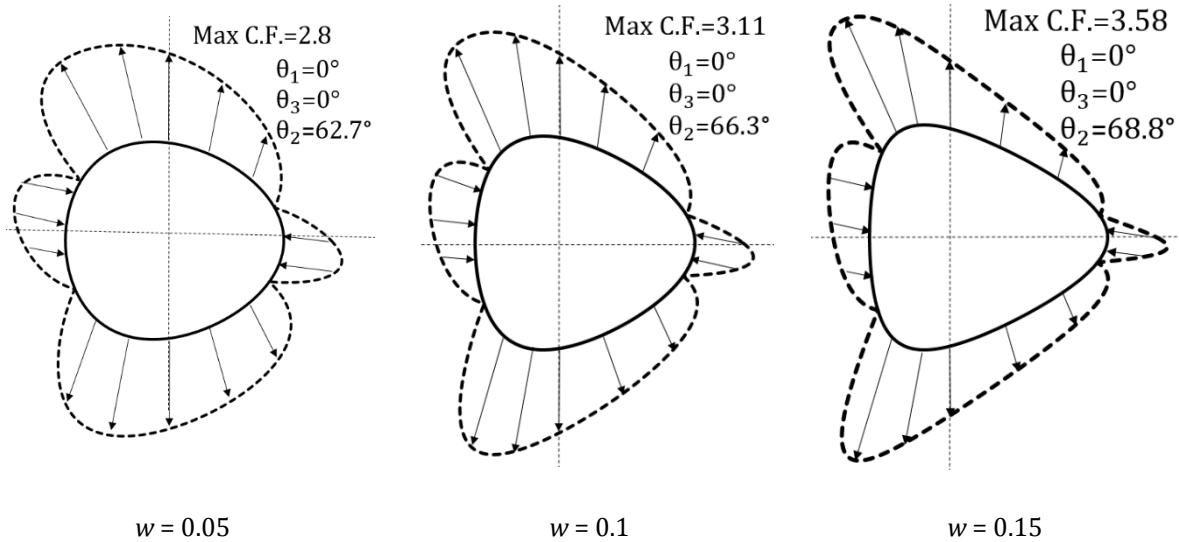 Max C.F.=2.8
θ₁=0°
θ₃=0°
θ₂=62.7°
Max C.F.=3.11
θ₁=0°
θ₃=0°
θ₂=66.3°
Max C.F.=3.58
θ₁=0°
θ₃=0°
θ₂=68.8°
w = 0.05
w = 0.1
w = 0.15